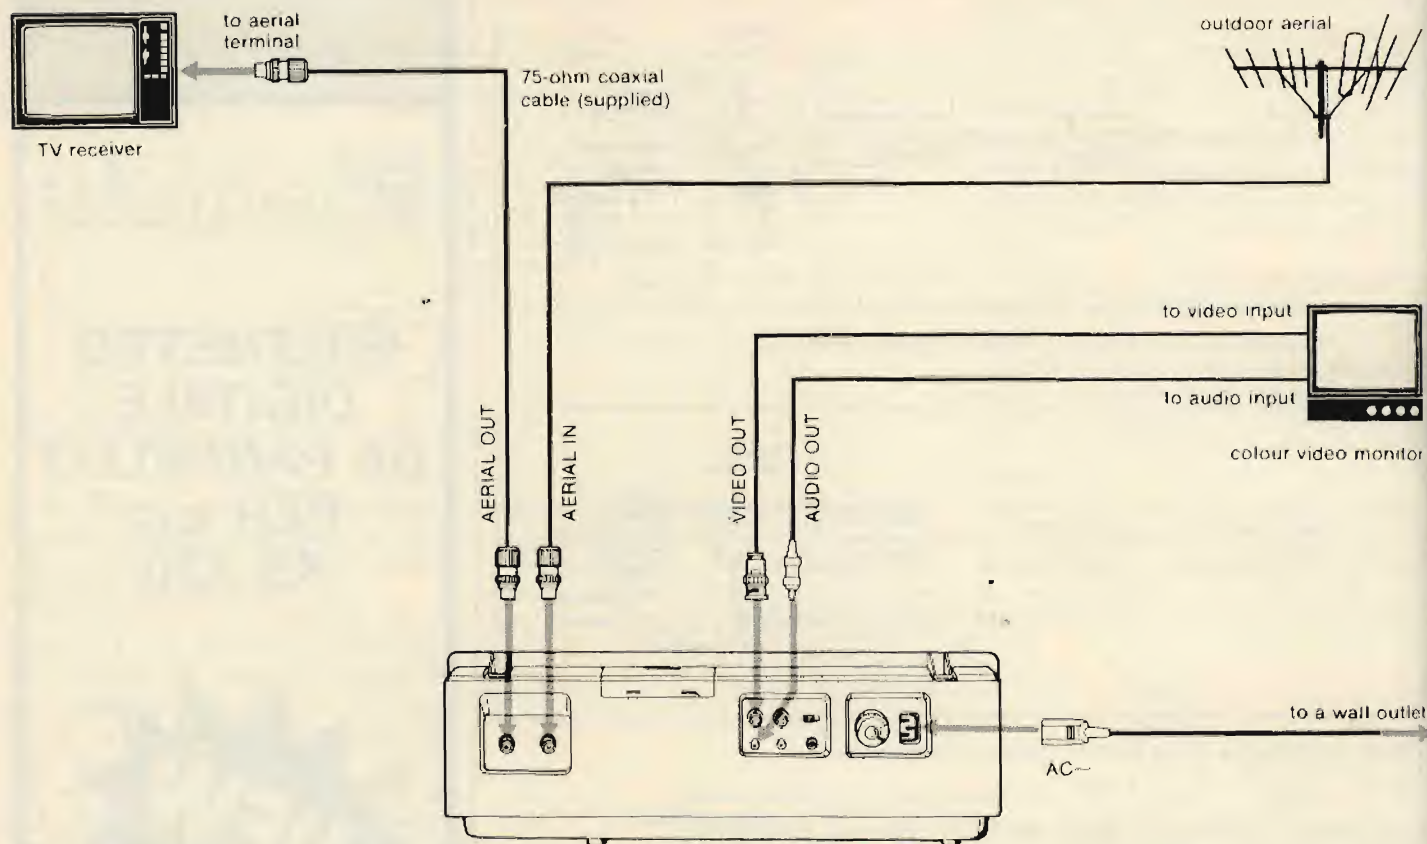 to aerial
terminal
outdoor aerial
75-ohm coaxial
cable (supplied)
TV receiver
to video input
to audio input
colour video monitor
AERIAL OUT
AERIAL IN
VIDEO OUT
AUDIO OUT
to a wall outlet
AC~